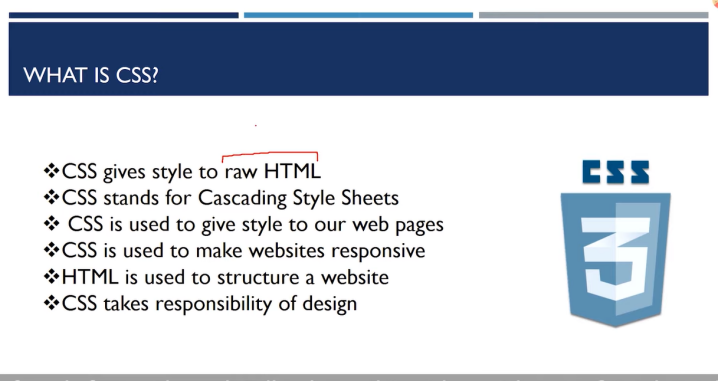 WHAT IS CSS?
❖CSS gives style to raw HTML
❖CSS stands for Cascading Style Sheets
❖ CSS is used to give style to our web pages
❖CSS is used to make websites responsive
❖HTML is used to structure a website
❖CSS takes responsibility of design
CSS
3